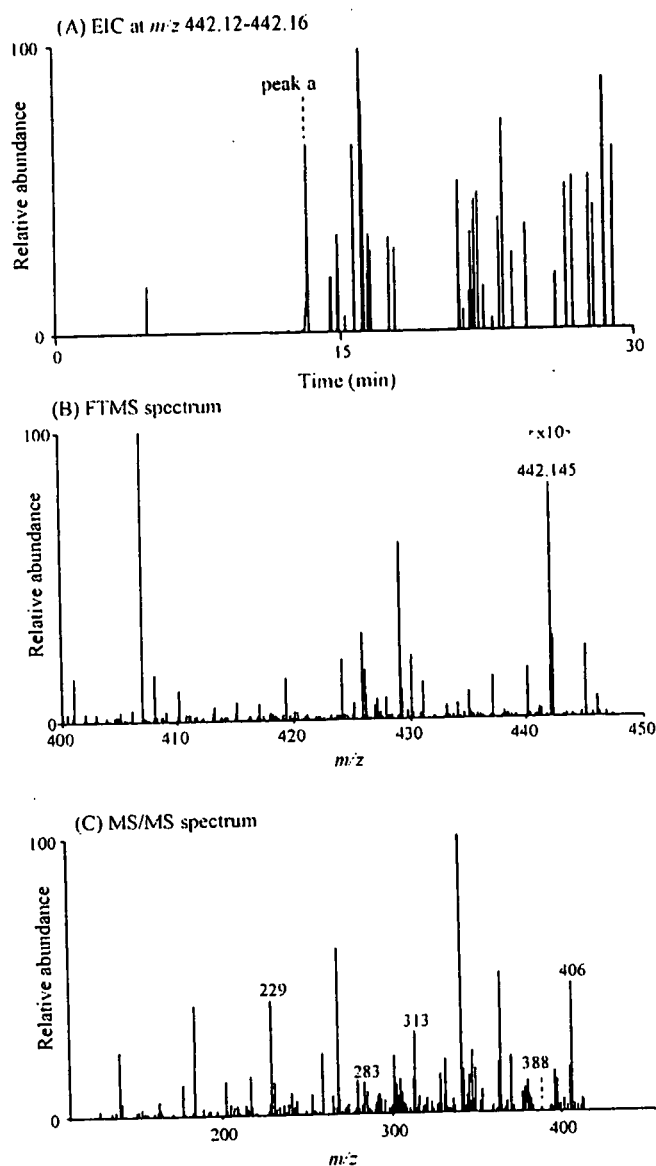 (A) EIC at m/z 442.12-442.16
100
peak a
Relative abundance
0
0
15
30
Time (min)
(B) FTMS spectrum
100
x10
442.145
Relative abundance
0
400
410
420
430
440
450
m/z
(C) MS/MS spectrum
100
406
229
313
388
283
Relative abundance
0
200
300
400
m/z